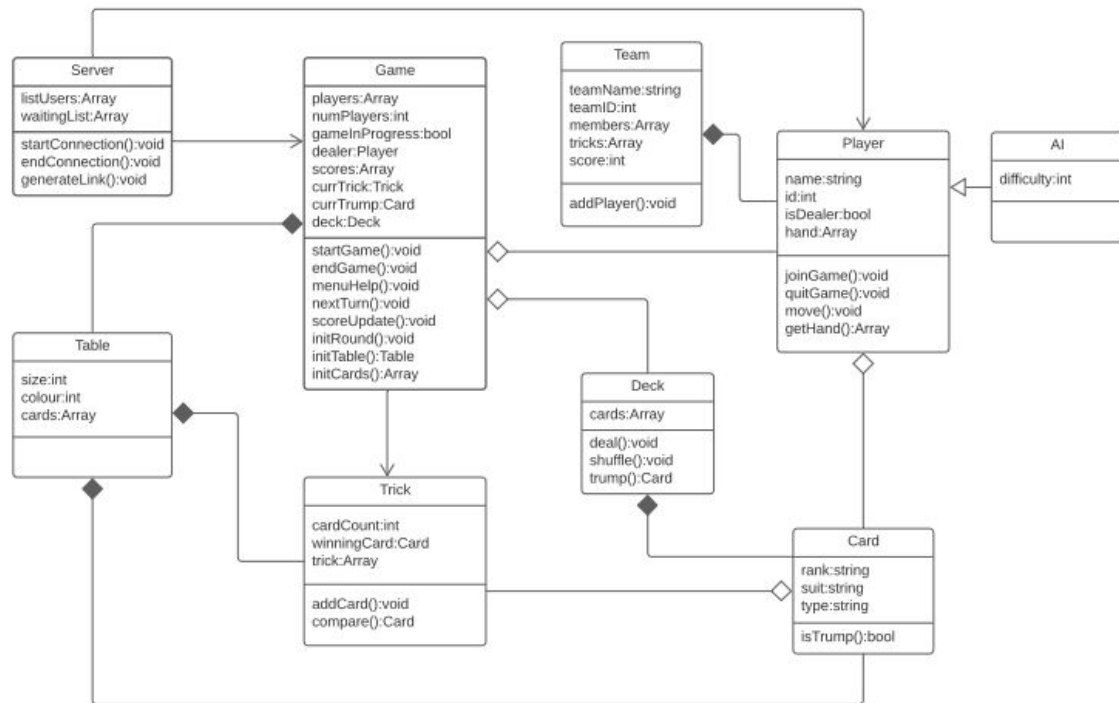 Server
listUsers:Array
waitingList:Array
startConnection():void
endConnection():void
generateLink():void
Game
players:Array
numPlayers:int
gameInProgress:bool
dealer:Player
scores:Array
currTrick:Trick
currTrump:Card
deck:Deck
startGame():void
endGame():void
menuHelp():void
nextTurn():void
scoreUpdate():void
initRound():void
initTable():Table
initCards():Array
Team
teamName:string
teamID:int
members:Array
tricks:Array
score:int
addPlayer():void
Player
name:string
id:int
isDealer:bool
hand:Array
joinGame():void
quitGame():void
move():void
getHand():Array
AI
difficulty:int
Table
size:int
colour:int
cards:Array
Deck
cards:Array
deal():void
shuffle():void
trump():Card
Trick
cardCount:int
winningCard:Card
trick:Array
addCard():void
compare():Card
Card
rank:string
suit:string
type:string
isTrump():bool